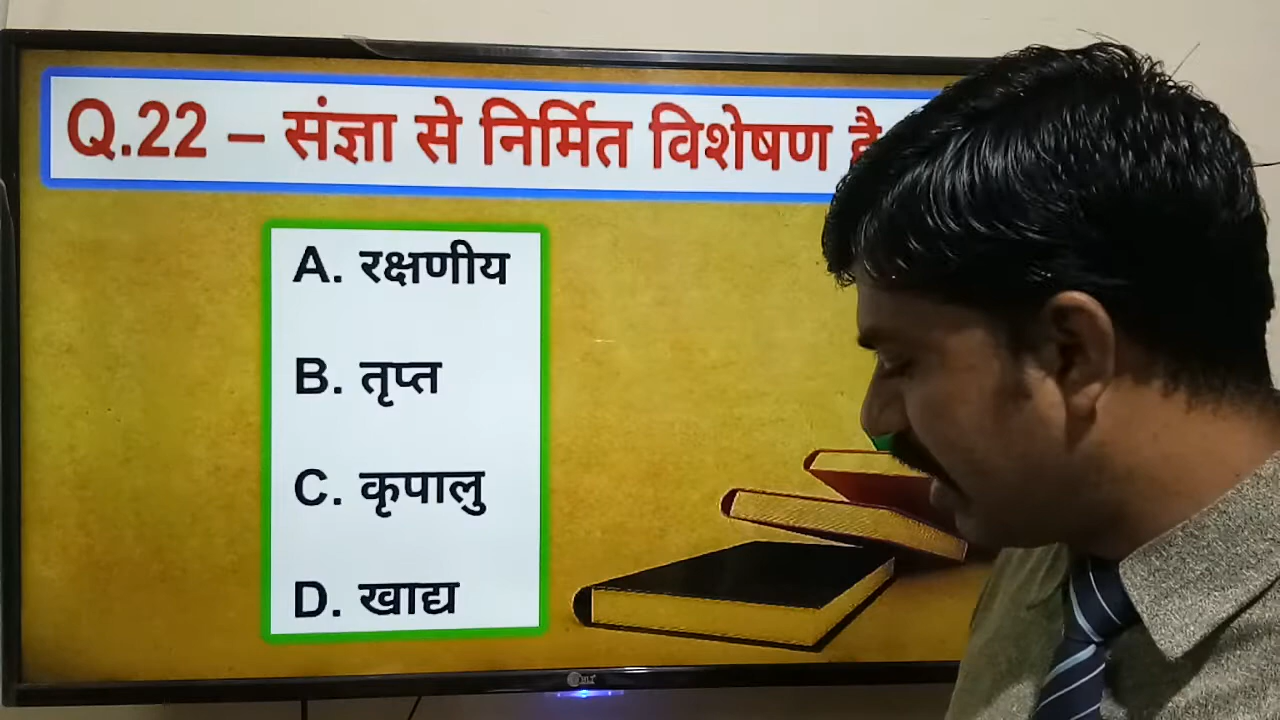 Q.22 – संज्ञा से निर्मित विशेषण है
A. रक्षणीय
B. तृप्त
C. कृपालु
D. खाद्य